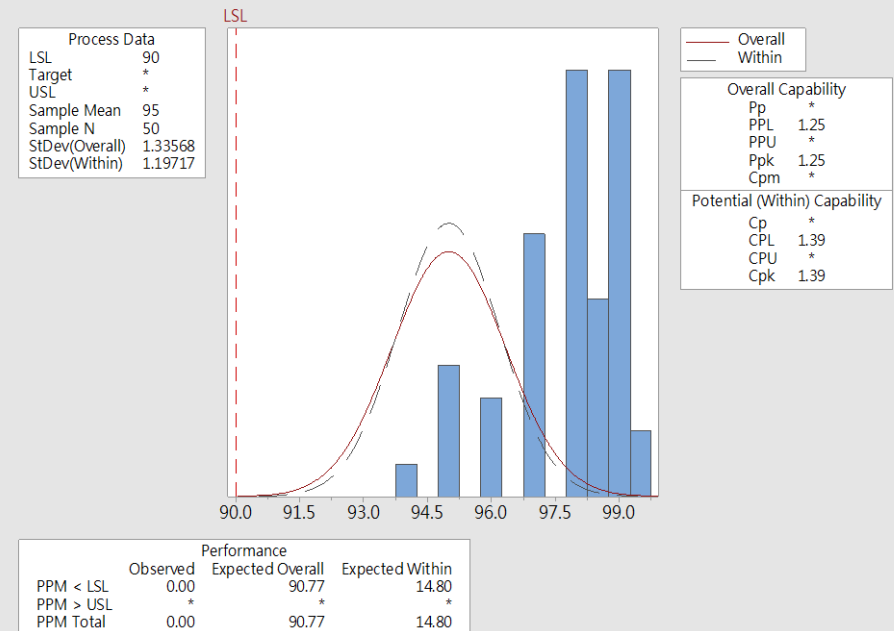 LSL
Process Data
LSL 90
Target *
USL *
Sample Mean 95
Sample N 50
StDev(Overall) 1.33568
StDev(Within) 1.19717
Overall
Within
Overall Capability
Pp *
PPL 1.25
PPU *
Ppk 1.25
Cpm *
Potential (Within) Capability
Cp *
CPL 1.39
CPU *
Cpk 1.39
90.0 91.5 93.0 94.5 96.0 97.5 99.0
Performance
Observed Expected Overall Expected Within
PPM < LSL 0.00 90.77 14.80
PPM > USL * * *
PPM Total 0.00 90.77 14.80